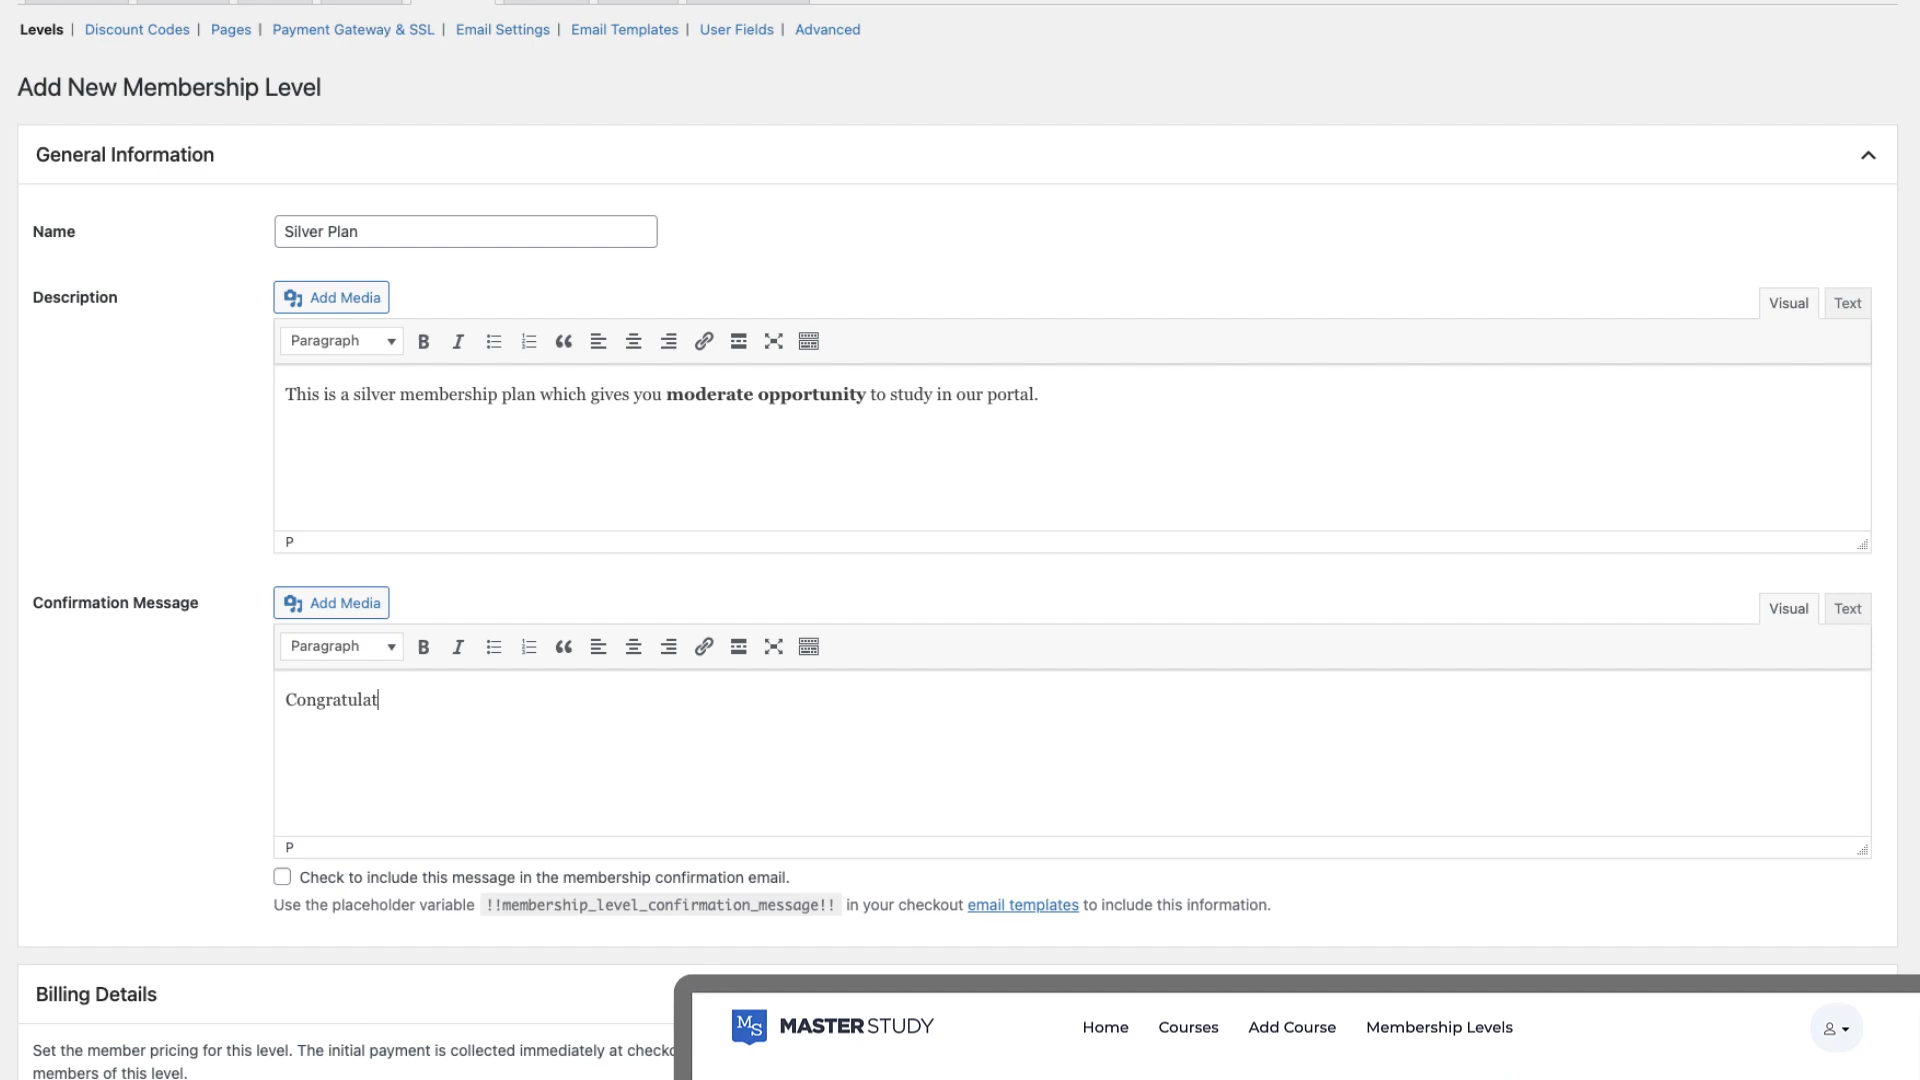 Levels | Discount Codes | Pages | Payment Gateway & SSL | Email Settings | Email Templates | User Fields | Advanced
Add New Membership Level
General Information
Name
Silver Plan
Description
Add Media
Visual
Text
Paragraph
This is a silver membership plan which gives you moderate opportunity to study in our portal.
P
Confirmation Message
Add Media
Visual
Text
Paragraph
Congratulat
P
Check to include this message in the membership confirmation email.
Use the placeholder variable !!membership_level_confirmation_message!! in your checkout email templates to include this information.
Billing Details
Set the member pricing for this level. The initial payment is collected immediately at
members of this level.
MS MASTERSTUDY
Home
Courses
Add Course
Membership Levels